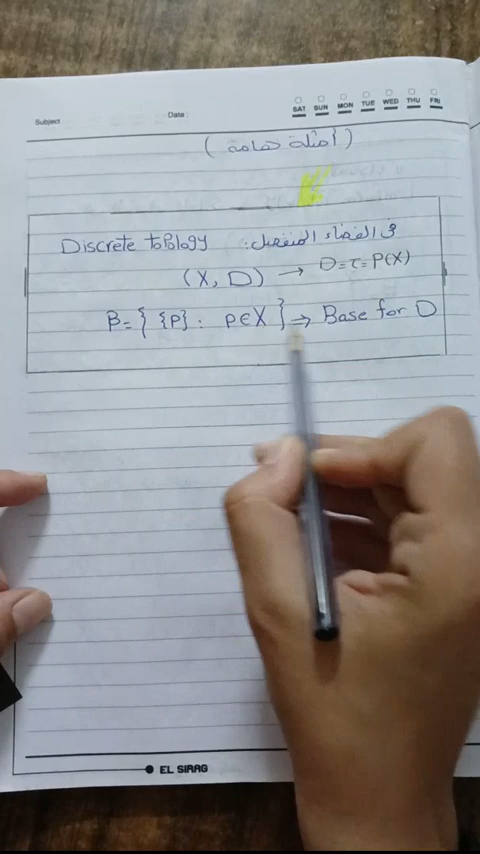 Subject
Data :
SAT SUN MON TUE WED THU FRI
( أمثلة هامة )
Discrete toPology في الفضاء المنفصل:
(X, D) → D=τ=P(X)
β={ {P} : P∈X } ⇒ Base for D
EL SIRAG